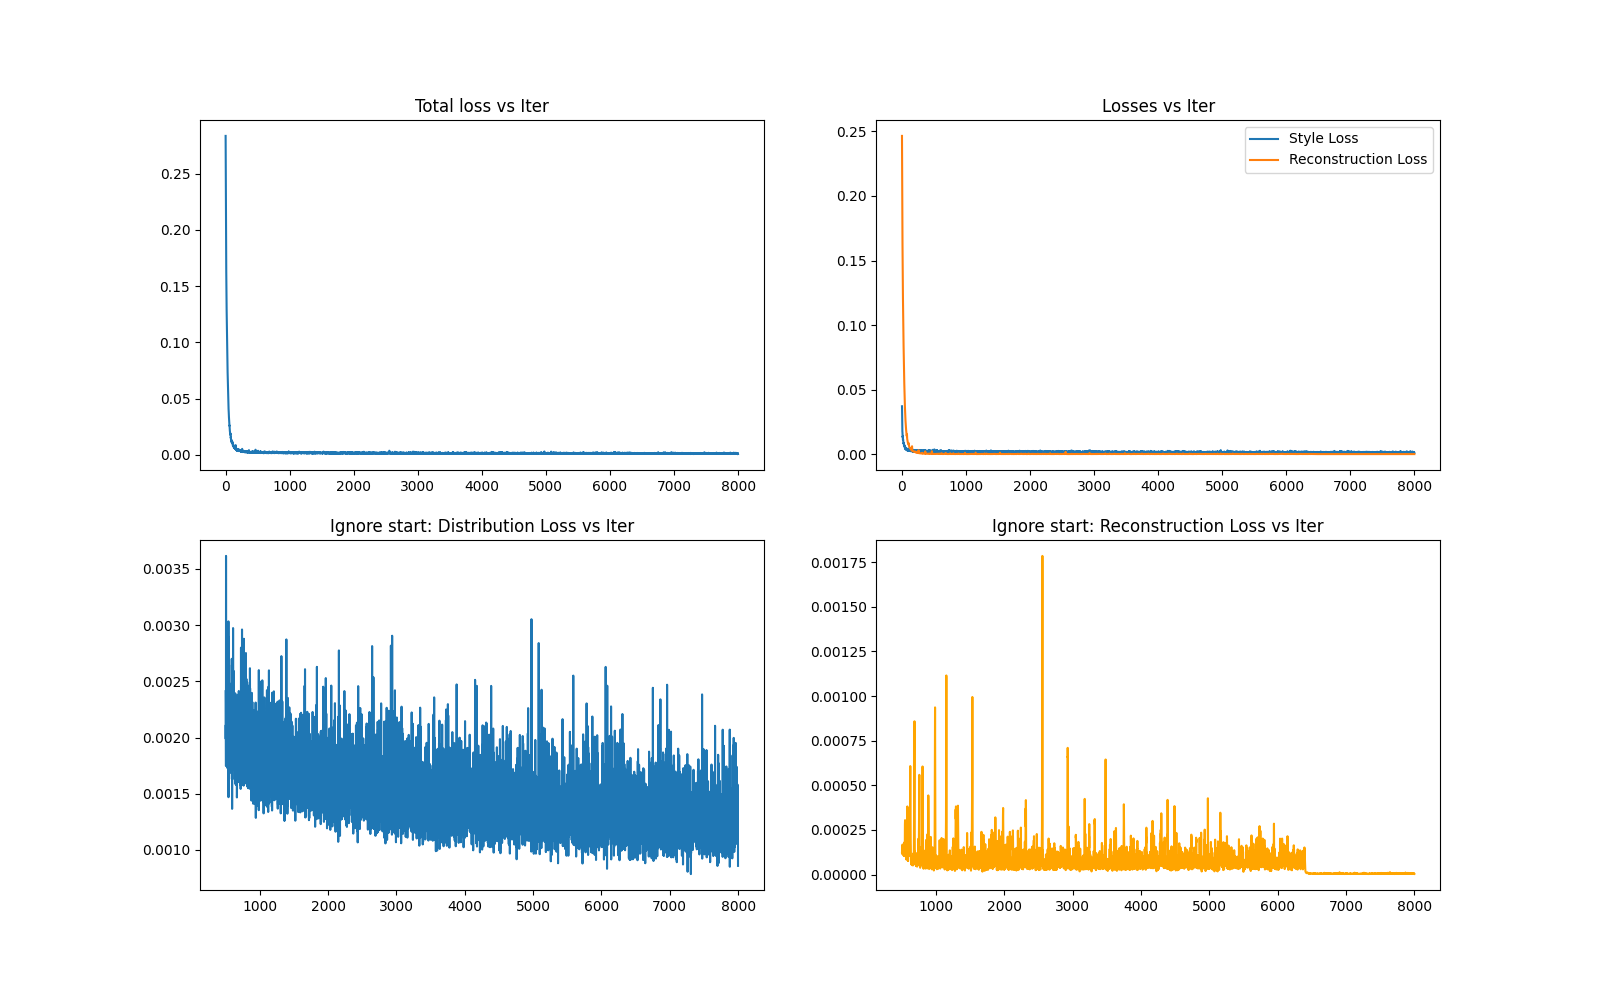 Total loss vs Iter
0.25
0.20
0.15
0.10
0.05
0.00
0 1000 2000 3000 4000 5000 6000 7000 8000
Losses vs Iter
Style Loss
Reconstruction Loss
0.25
0.20
0.15
0.10
0.05
0.00
0 1000 2000 3000 4000 5000 6000 7000 8000
Ignore start: Distribution Loss vs Iter
0.0035
0.0030
0.0025
0.0020
0.0015
0.0010
1000 2000 3000 4000 5000 6000 7000 8000
Ignore start: Reconstruction Loss vs Iter
0.00175
0.00150
0.00125
0.00100
0.00075
0.00050
0.00025
0.00000
1000 2000 3000 4000 5000 6000 7000 8000